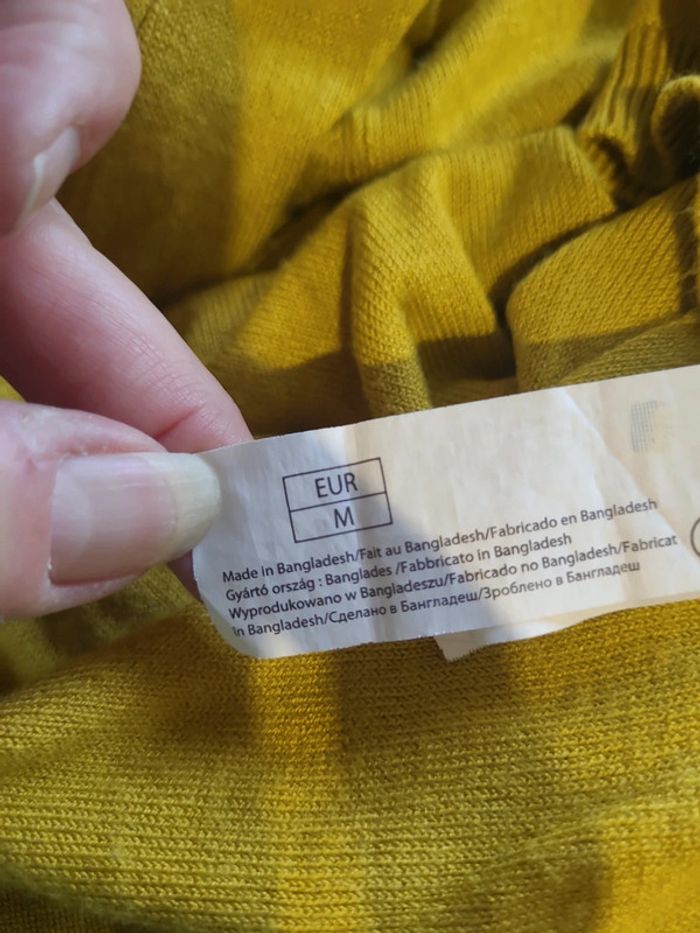 EUR
M
Made in Bangladesh/Fait au Bangladesh/Fabricado en Bangladesh
Gyártó ország : Banglades /Fabbricato in Bangladesh
Wyprodukowano w Bangladeszu/Fabricado no Bangladesh/Fabricat
în Bangladesh/Сделано в Бангладеш/Зроблено в Бангладеш